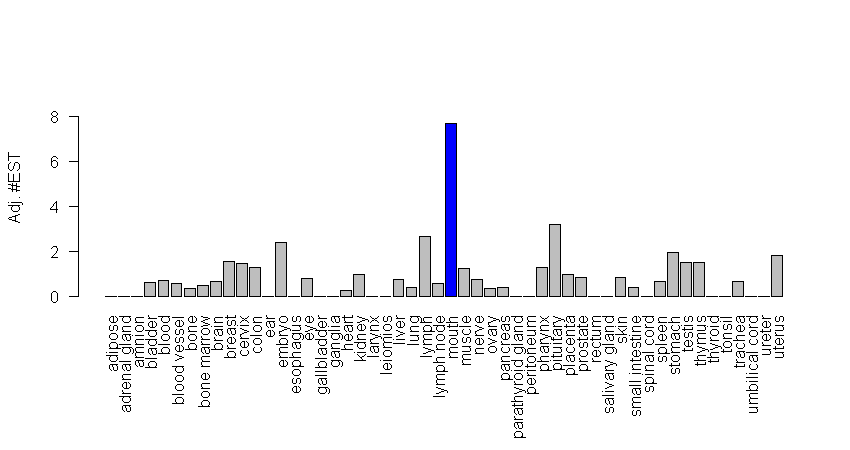 Adj. #EST
8
6
4
2
0
adipose
adrenal gland
amnion
bladder
blood
blood vessel
bone
bone marrow
brain
breast
cervix
colon
ear
embryo
esophagus
eye
gallbladder
ganglia
heart
kidney
larynx
leiomios
liver
lung
lymph
lymph node
mouth
muscle
nerve
ovary
pancreas
parathyroid gland
peritoneum
pharynx
pituitary
placenta
prostate
rectum
salivary gland
skin
small intestine
spinal cord
spleen
stomach
testis
thymus
thyroid
tonsil
trachea
umbilical cord
ureter
uterus